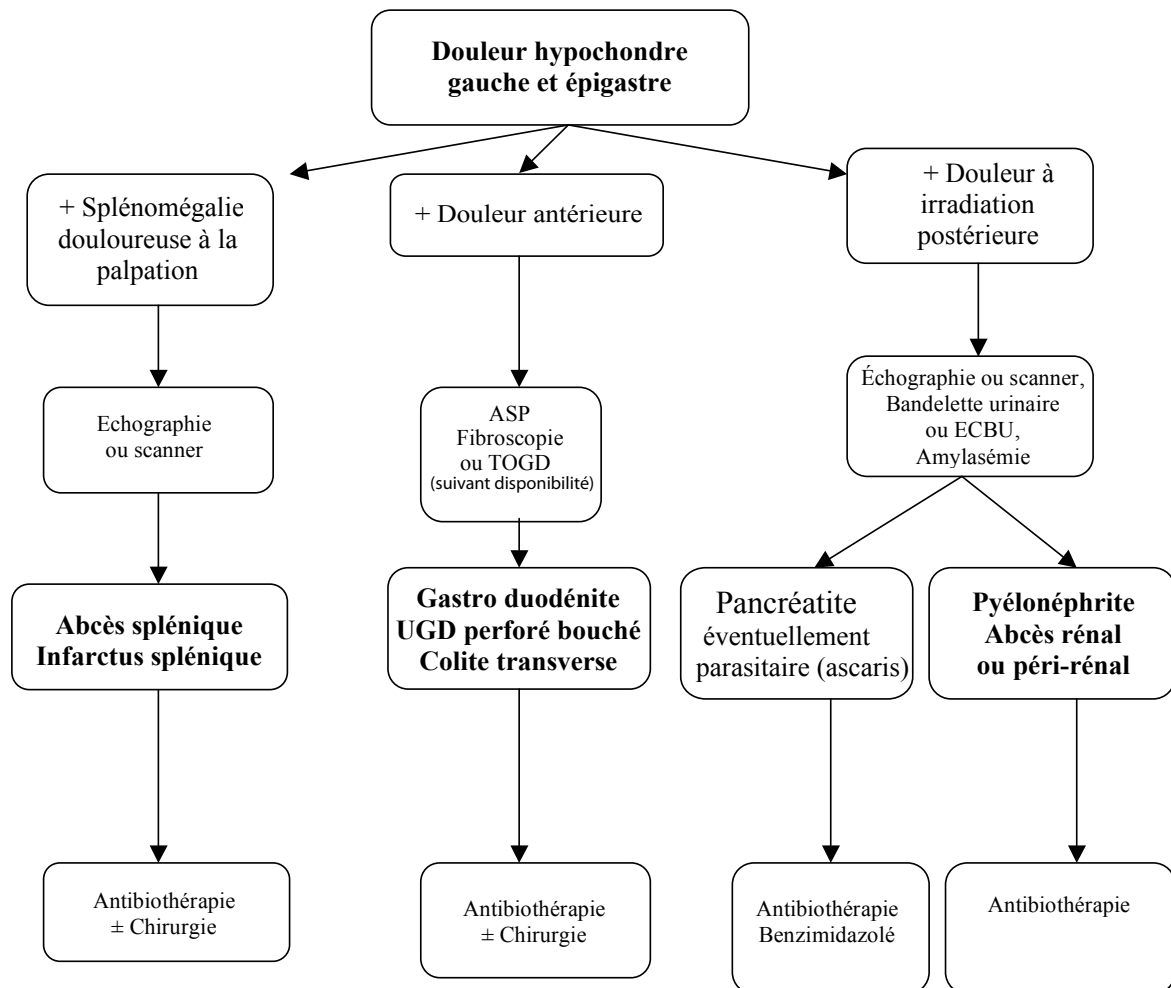 Douleur hypochondre
gauche et épigastre
+ Splénomégalie
douloureuse à la
palpation
+ Douleur antérieure
+ Douleur à
irradiation
postérieure
Echographie
ou scanner
ASP
Fibroscopie
ou TOGD
(suivant disponibilité)
Échographie ou scanner,
Bandelette urinaire
ou ECBU,
Amylasémie
Abcès splénique
Infarctus splénique
Gastro duodénite
UGD perforé bouché
Colite transverse
Pancréatite
éventuellement
parasitaire (ascaris)
Pyélonéphrite
Abcès rénal
ou péri-rénal
Antibiothérapie
± Chirurgie
Antibiothérapie
± Chirurgie
Antibiothérapie
Benzimidazolé
Antibiothérapie